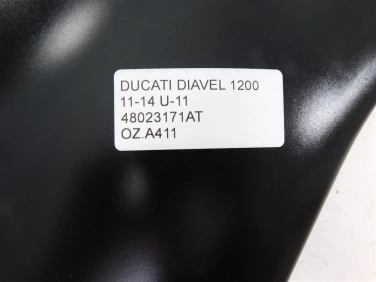 DUCATI DIAVEL 1200
11-14 U-11
48023171AT
OZ.A411